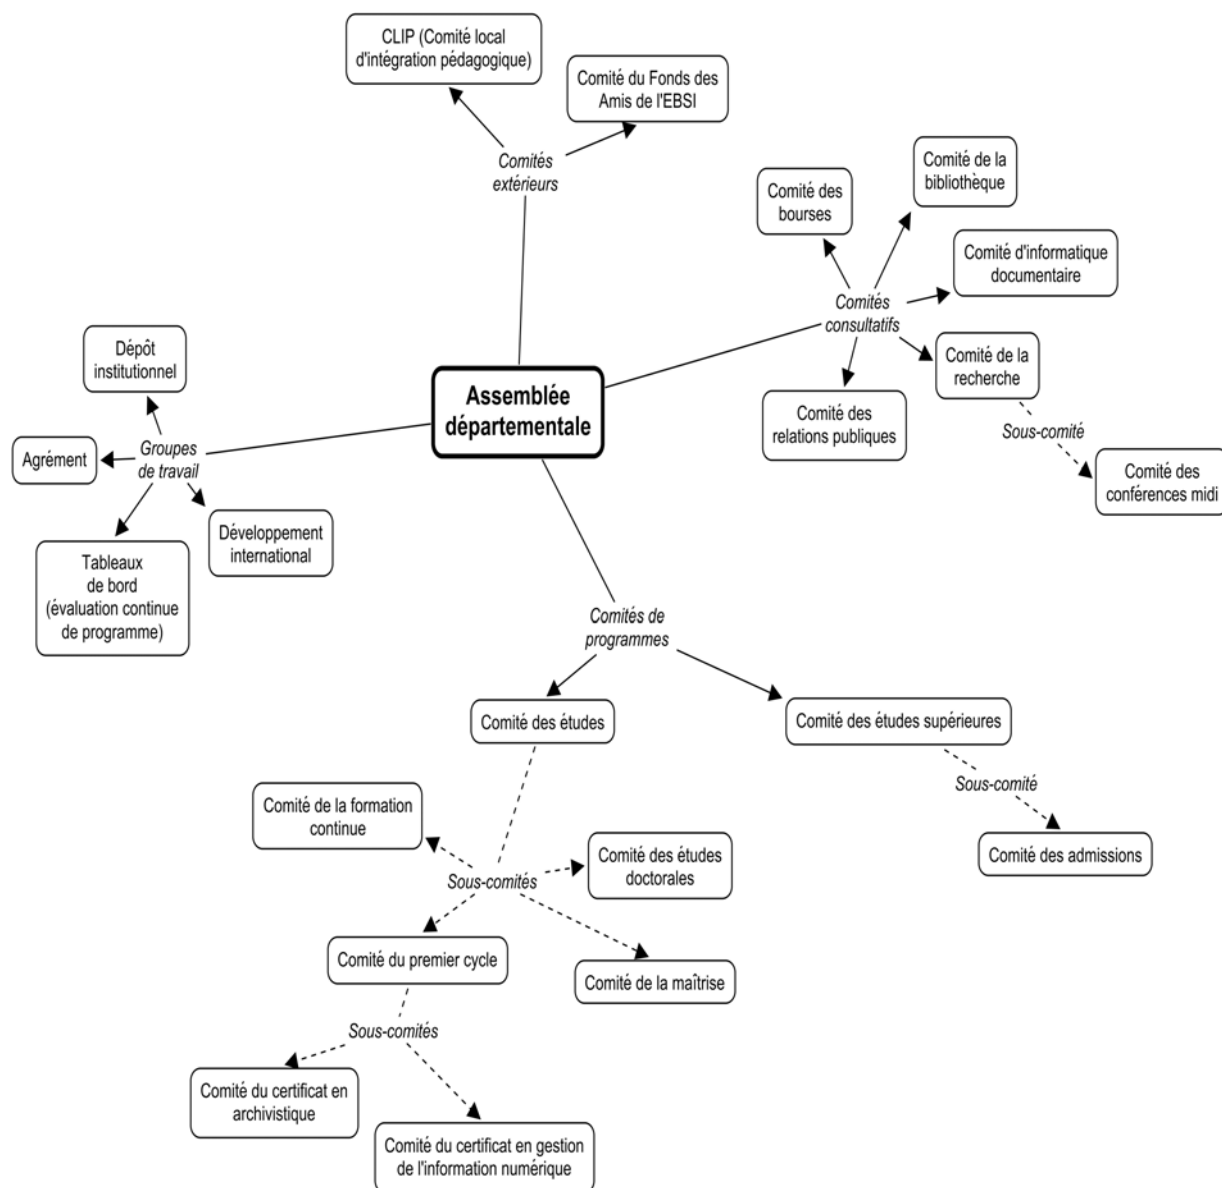 CLIP (Comité local
d'intégration pédagogique)
Comité du Fonds des
Amis de l'EBSI
Comités
extérieurs
Comité de la
bibliothèque
Comité des
bourses
Comité d'informatique
documentaire
Comités
consultatifs
Comité de la
recherche
Comité des
relations publiques
Sous-comité
Comité des
conférences midi
Assemblée
départementale
Dépôt
institutionnel
Groupes
de travail
Agrément
Développement
international
Tableaux
de bord
(évaluation continue
de programme)
Comités de
programmes
Comité des études
Comité des études supérieures
Sous-comité
Comité des admissions
Comité de la formation
continue
Comité des études
doctorales
Sous-comités
Comité du premier cycle
Comité de la maîtrise
Sous-comités
Comité du certificat en
archivistique
Comité du certificat en gestion
de l'information numérique